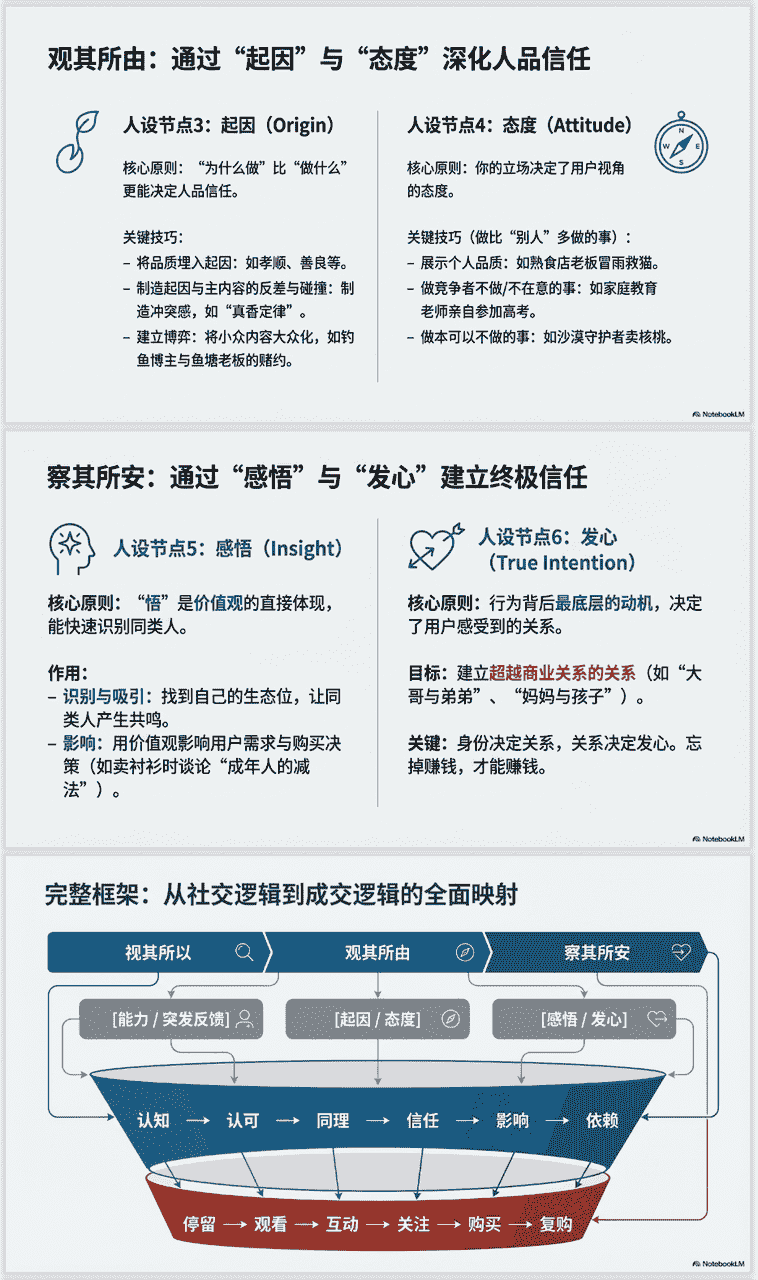 观其所由：通过“起因”与“态度”深化人品信任
人设节点3：起因（Origin）
核心原则：“为什么做”比“做什么”
更能决定人品信任。
关键技巧：
– 将品质埋入起因：如孝顺、善良等。
– 制造起因与主内容的反差与碰撞：制
造冲突感，如“真香定律”。
– 建立博弈：将小众内容大众化，如钓
鱼博主与鱼塘老板的赌约。
人设节点4：态度（Attitude）
N
W
E
S
核心原则：你的立场决定了用户视角
的态度。
关键技巧（做比“别人”多做的事）：
– 展示个人品质：如熟食店老板冒雨救猫。
– 做竞争者不做/不在意的事：如家庭教育
老师亲自参加高考。
– 做本可以不做的事：如沙漠守护者卖核桃。
NotebookLM
察其所安：通过“感悟”与“发心”建立终极信任
人设节点5：感悟（Insight）
核心原则：“悟”是价值观的直接体现，
能快速识别同类人。
作用：
– 识别与吸引：找到自己的生态位，让同
类人产生共鸣。
– 影响：用价值观影响用户需求与购买决
策（如卖衬衫时谈论“成年人的减
法”）。
人设节点6：发心
（True Intention）
核心原则：行为背后最底层的动机，决定
了用户感受到的关系。
目标：建立超越商业关系的关系（如“大
哥与弟弟”、“妈妈与孩子”）。
关键：身份决定关系，关系决定发心。忘
掉赚钱，才能赚钱。
NotebookLM
完整框架：从社交逻辑到成交逻辑的全面映射
视其所以
观其所由
察其所安
[能力 / 突发反馈]
[起因 / 态度]
[感悟 / 发心]
认知 → 认可 → 同理 → 信任 → 影响 → 依赖
停留 → 观看 → 互动 → 关注 → 购买 → 复购
NotebookLM